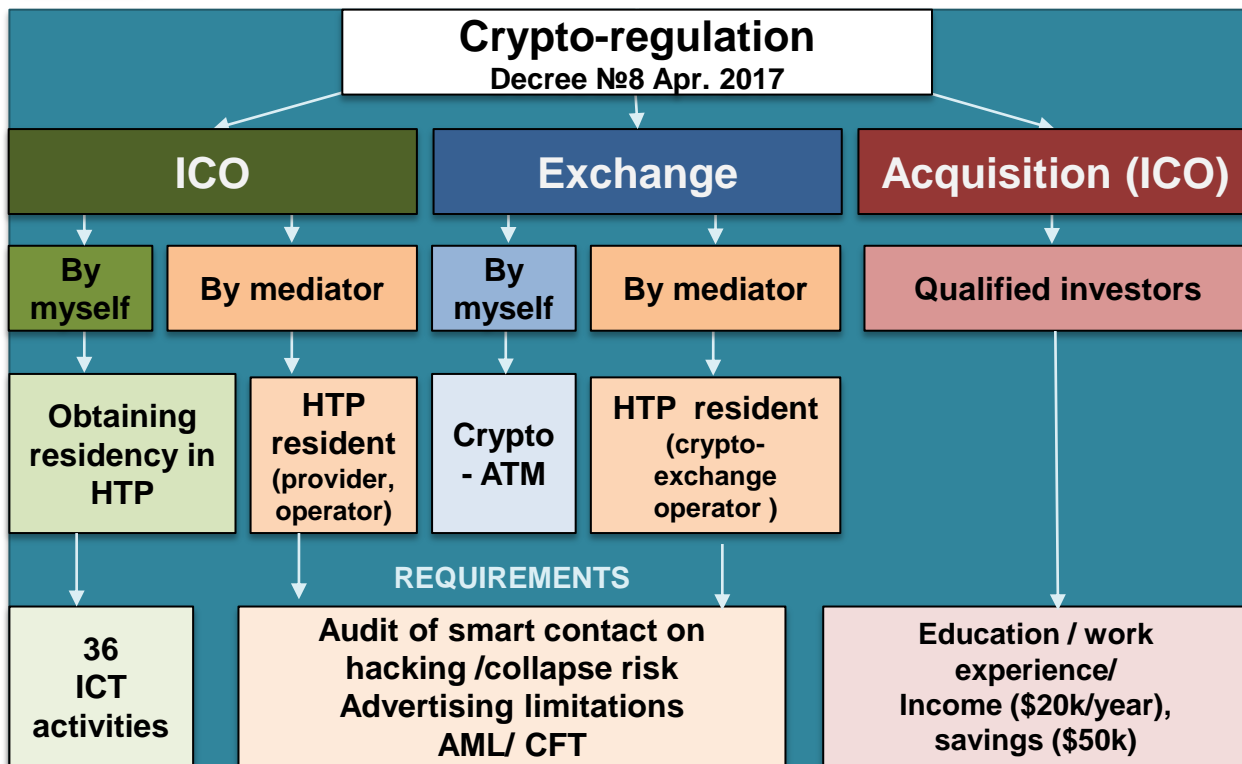 Crypto-regulation
Decree №8 Apr. 2017
ICO
Exchange
Acquisition (ICO)
By
myself
By mediator
By
myself
By mediator
Qualified investors
Obtaining
residency in
HTP
HTP
resident
(provider,
operator)
Crypto
- ATM
HTP resident
(crypto-
exchange
operator )
REQUIREMENTS
36
ICT
activities
Audit of smart contact on
hacking /collapse risk
Advertising limitations
AML/ CFT
Education / work
experience/
Income ($20k/year),
savings ($50k)